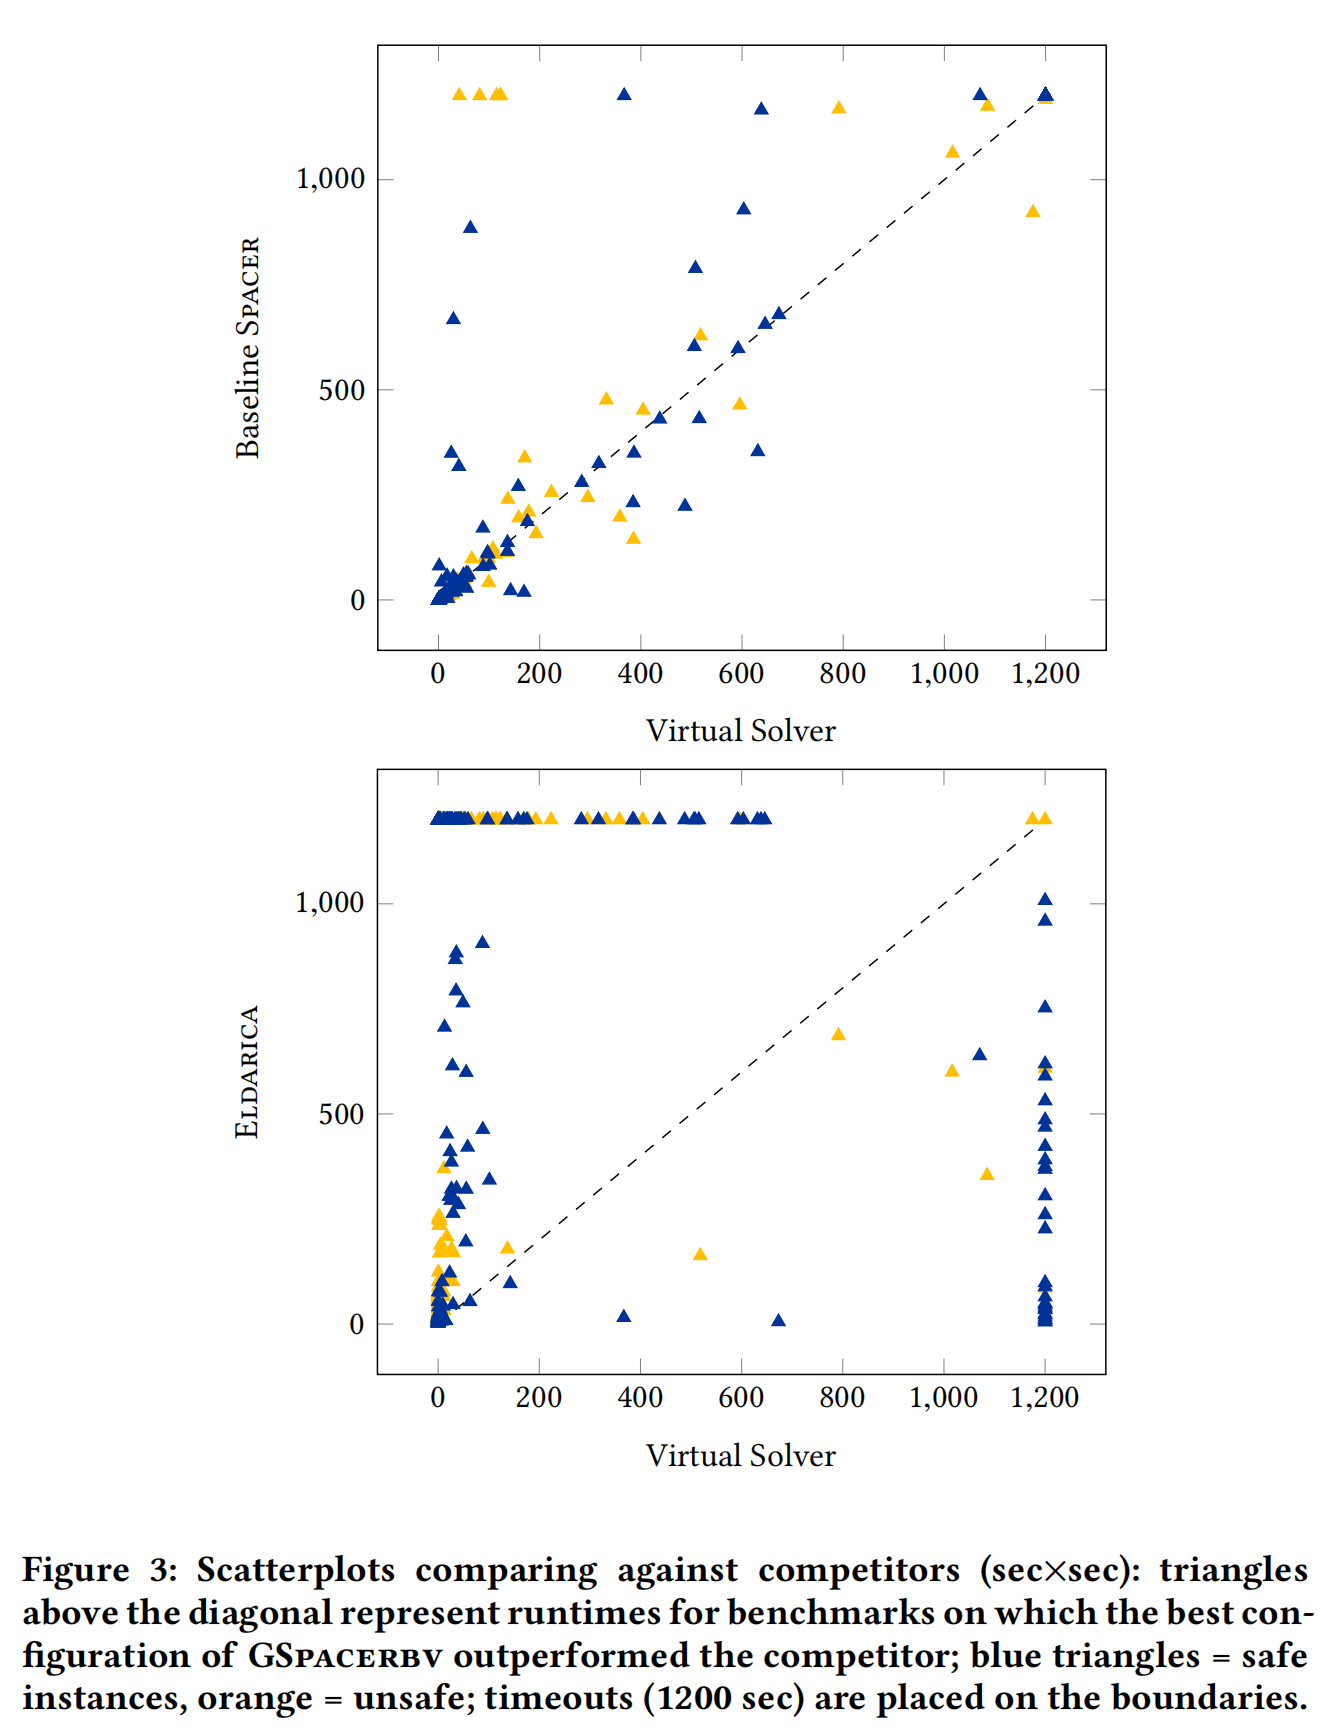 1,000
500
0
Baseline SPACER
0 200 400 600 800 1,000 1,200
Virtual Solver
1,000
500
0
ELDARICA
0 200 400 600 800 1,000 1,200
Virtual Solver
Figure 3: Scatterplots comparing against competitors (sec×sec): triangles
above the diagonal represent runtimes for benchmarks on which the best con-
figuration of GSPACERBV outperformed the competitor; blue triangles = safe
instances, orange = unsafe; timeouts (1200 sec) are placed on the boundaries.